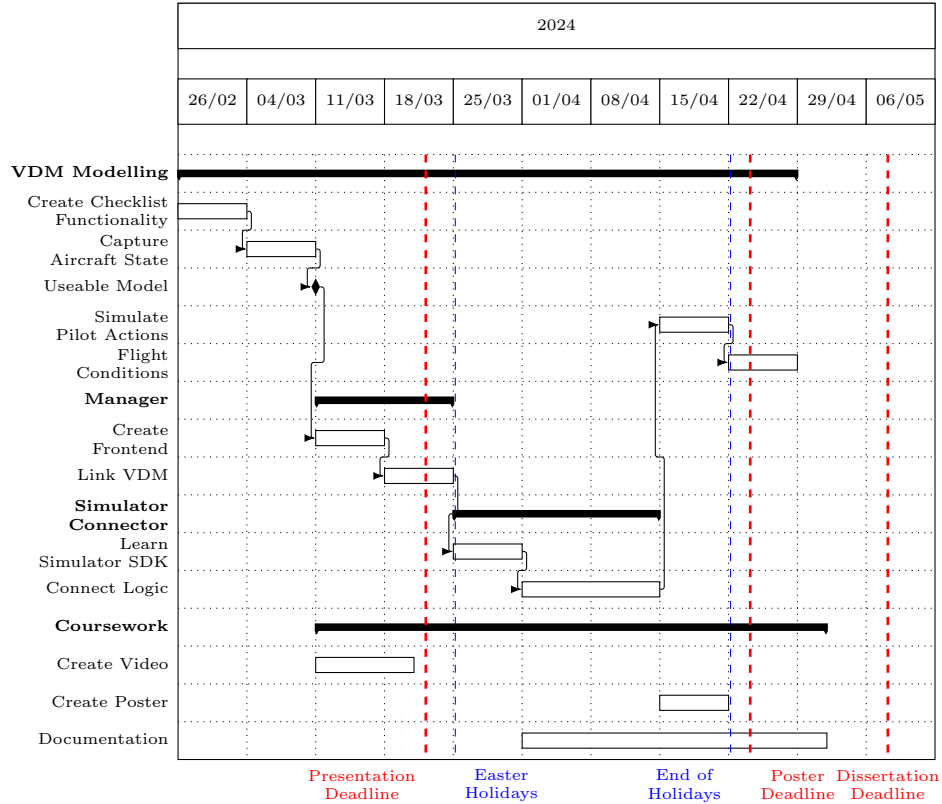 2024
26/02 04/03 11/03 18/03 25/03 01/04 08/04 15/04 22/04 29/04 06/05
VDM Modelling
Create Checklist
Functionality
Capture
Aircraft State
Useable Model
Simulate
Pilot Actions
Flight
Conditions
Manager
Create
Frontend
Link VDM
Simulator
Connector
Learn
Simulator SDK
Connect Logic
Coursework
Create Video
Create Poster
Documentation
Presentation
Deadline
Easter
Holidays
End of
Holidays
Poster
Deadline
Dissertation
Deadline